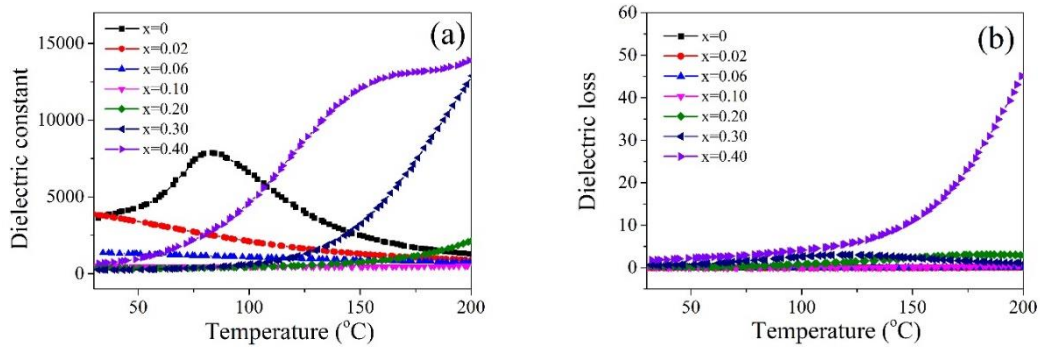 (a)
x=0
x=0.02
x=0.06
x=0.10
x=0.20
x=0.30
x=0.40
15000
10000
5000
0
Dielectric constant
50 100 150 200
Temperature (°C)
(b)
x=0
x=0.02
x=0.06
x=0.10
x=0.20
x=0.30
x=0.40
60
50
40
30
20
10
0
Dielectric loss
50 100 150 200
Temperature (°C)